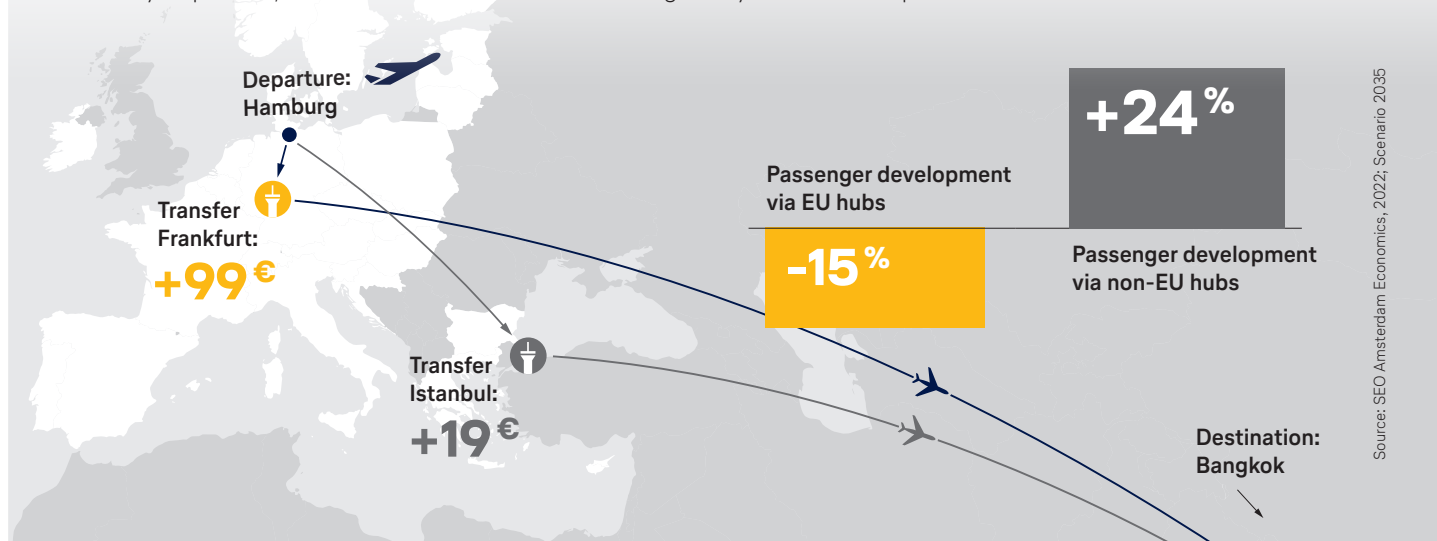 Departure:
Hamburg
Transfer
Frankfurt:
+99 €
Transfer
Istanbul:
+19 €
Passenger development
via EU hubs
-15 %
+24 %
Passenger development
via non-EU hubs
Destination:
Bangkok
Source: SEO Amsterdam Economics, 2022; Scenario 2035